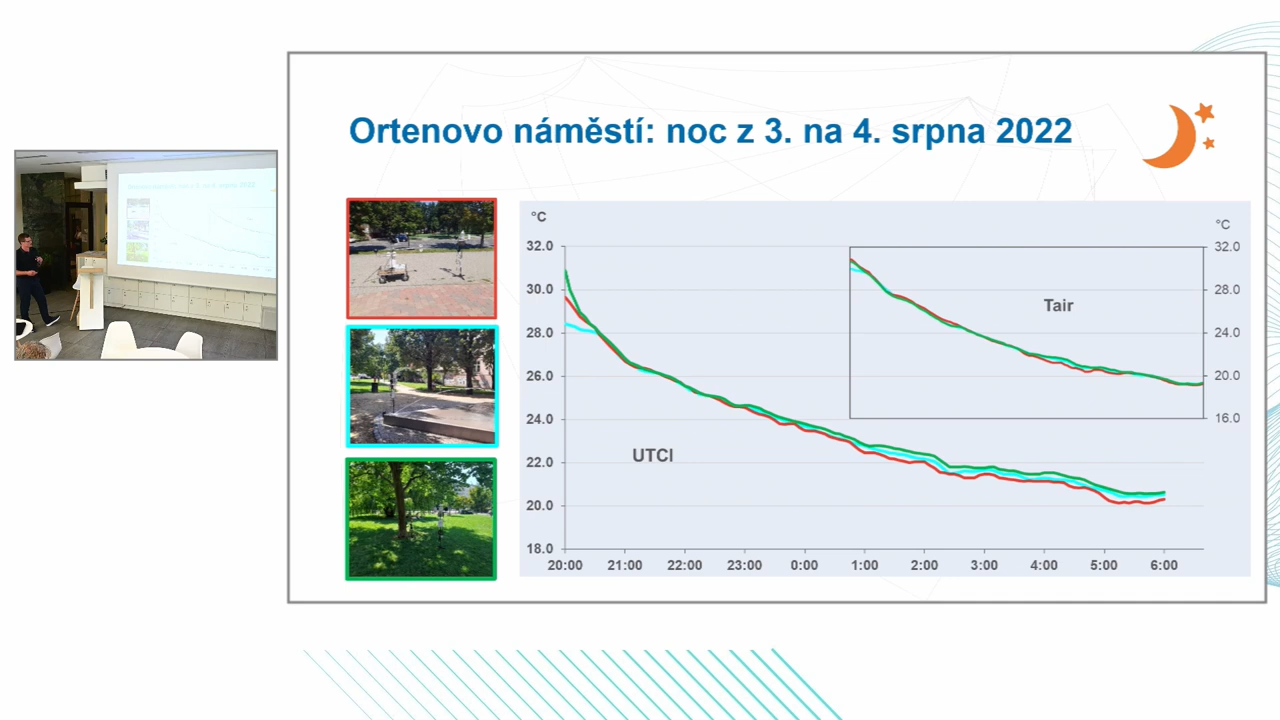 Ortenovo náměstí: noc z 3. na 4. srpna 2022
°C
°C
32.0
30.0
28.0
26.0
24.0
22.0
20.0
18.0
32.0
28.0
24.0
20.0
16.0
Tair
UTCI
20:00 21:00 22:00 23:00 0:00 1:00 2:00 3:00 4:00 5:00 6:00